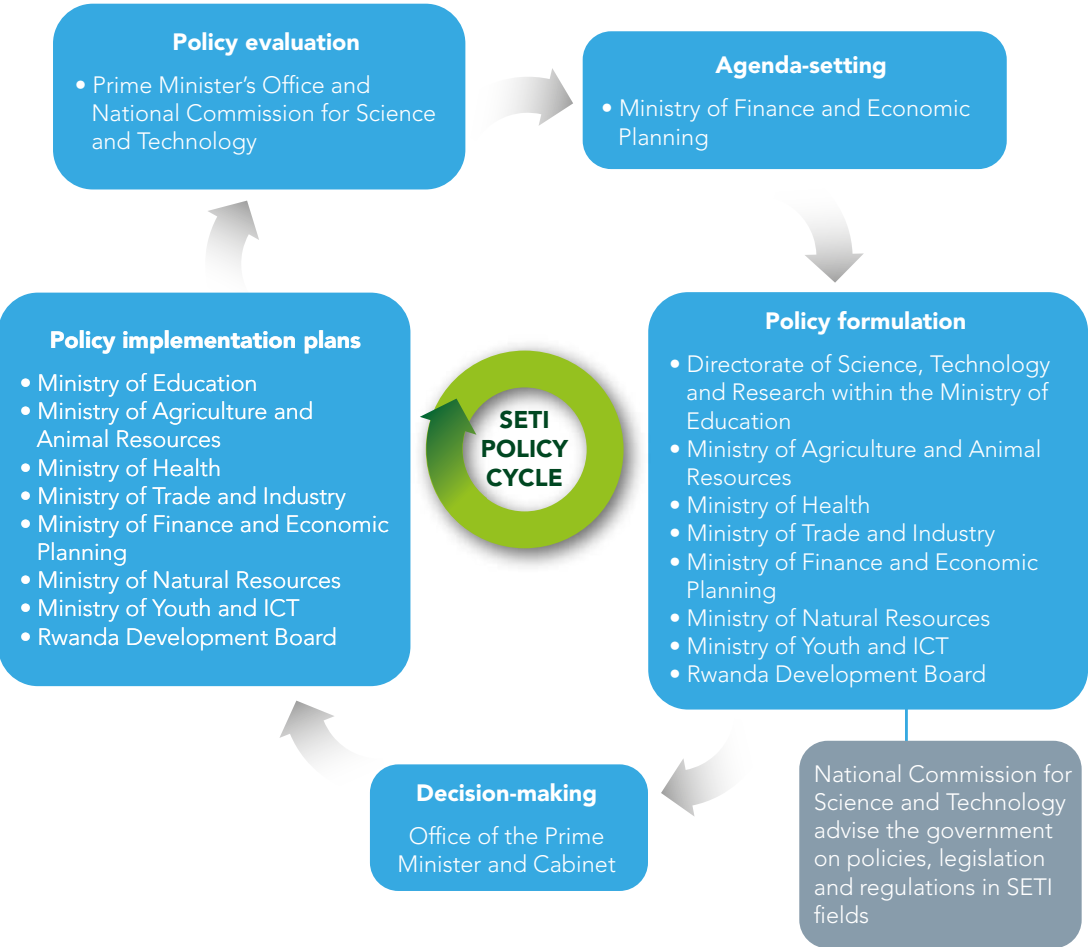 Policy evaluation
• Prime Minister’s Office and
National Commission for Science
and Technology
Agenda-setting
• Ministry of Finance and Economic
Planning
Policy formulation
• Directorate of Science, Technology
and Research within the Ministry of
Education
• Ministry of Agriculture and Animal
Resources
• Ministry of Health
• Ministry of Trade and Industry
• Ministry of Finance and Economic
Planning
• Ministry of Natural Resources
• Ministry of Youth and ICT
• Rwanda Development Board
National Commission for
Science and Technology
advise the government
on policies, legislation
and regulations in SETI
fields
Decision-making
Office of the Prime
Minister and Cabinet
Policy implementation plans
• Ministry of Education
• Ministry of Agriculture and
Animal Resources
• Ministry of Health
• Ministry of Trade and Industry
• Ministry of Finance and Economic
Planning
• Ministry of Natural Resources
• Ministry of Youth and ICT
• Rwanda Development Board
SETI
POLICY
CYCLE